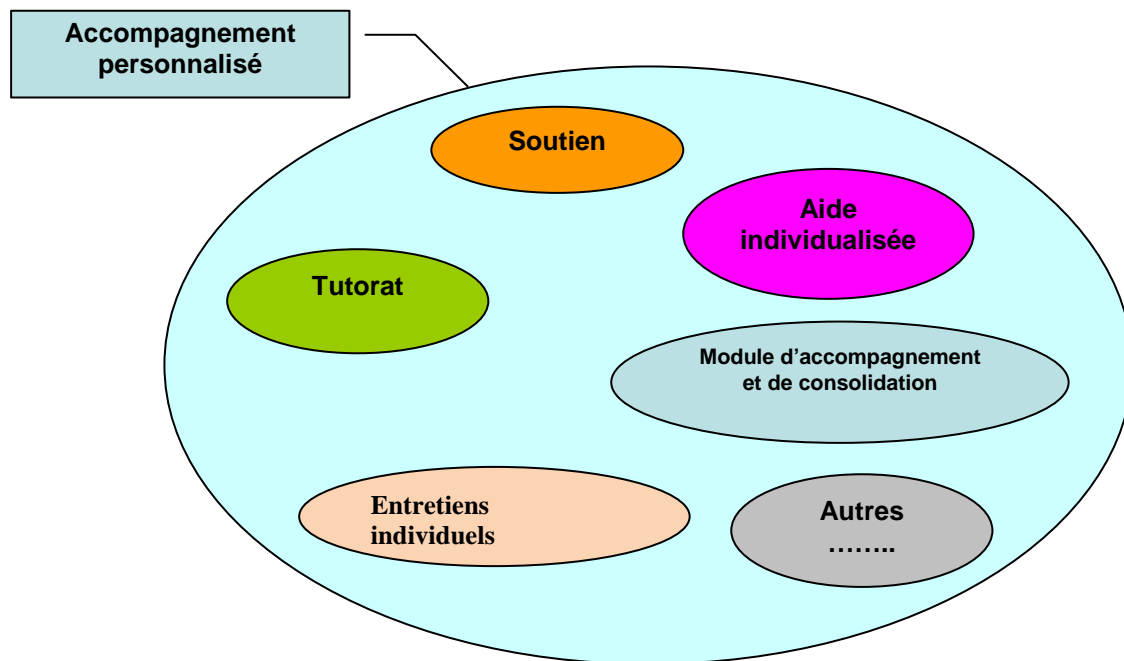 Accompagnement
personnalisé
Soutien
Aide
individualisée
Tutorat
Module d’accompagnement
et de consolidation
Entretiens
individuels
Autres
……..